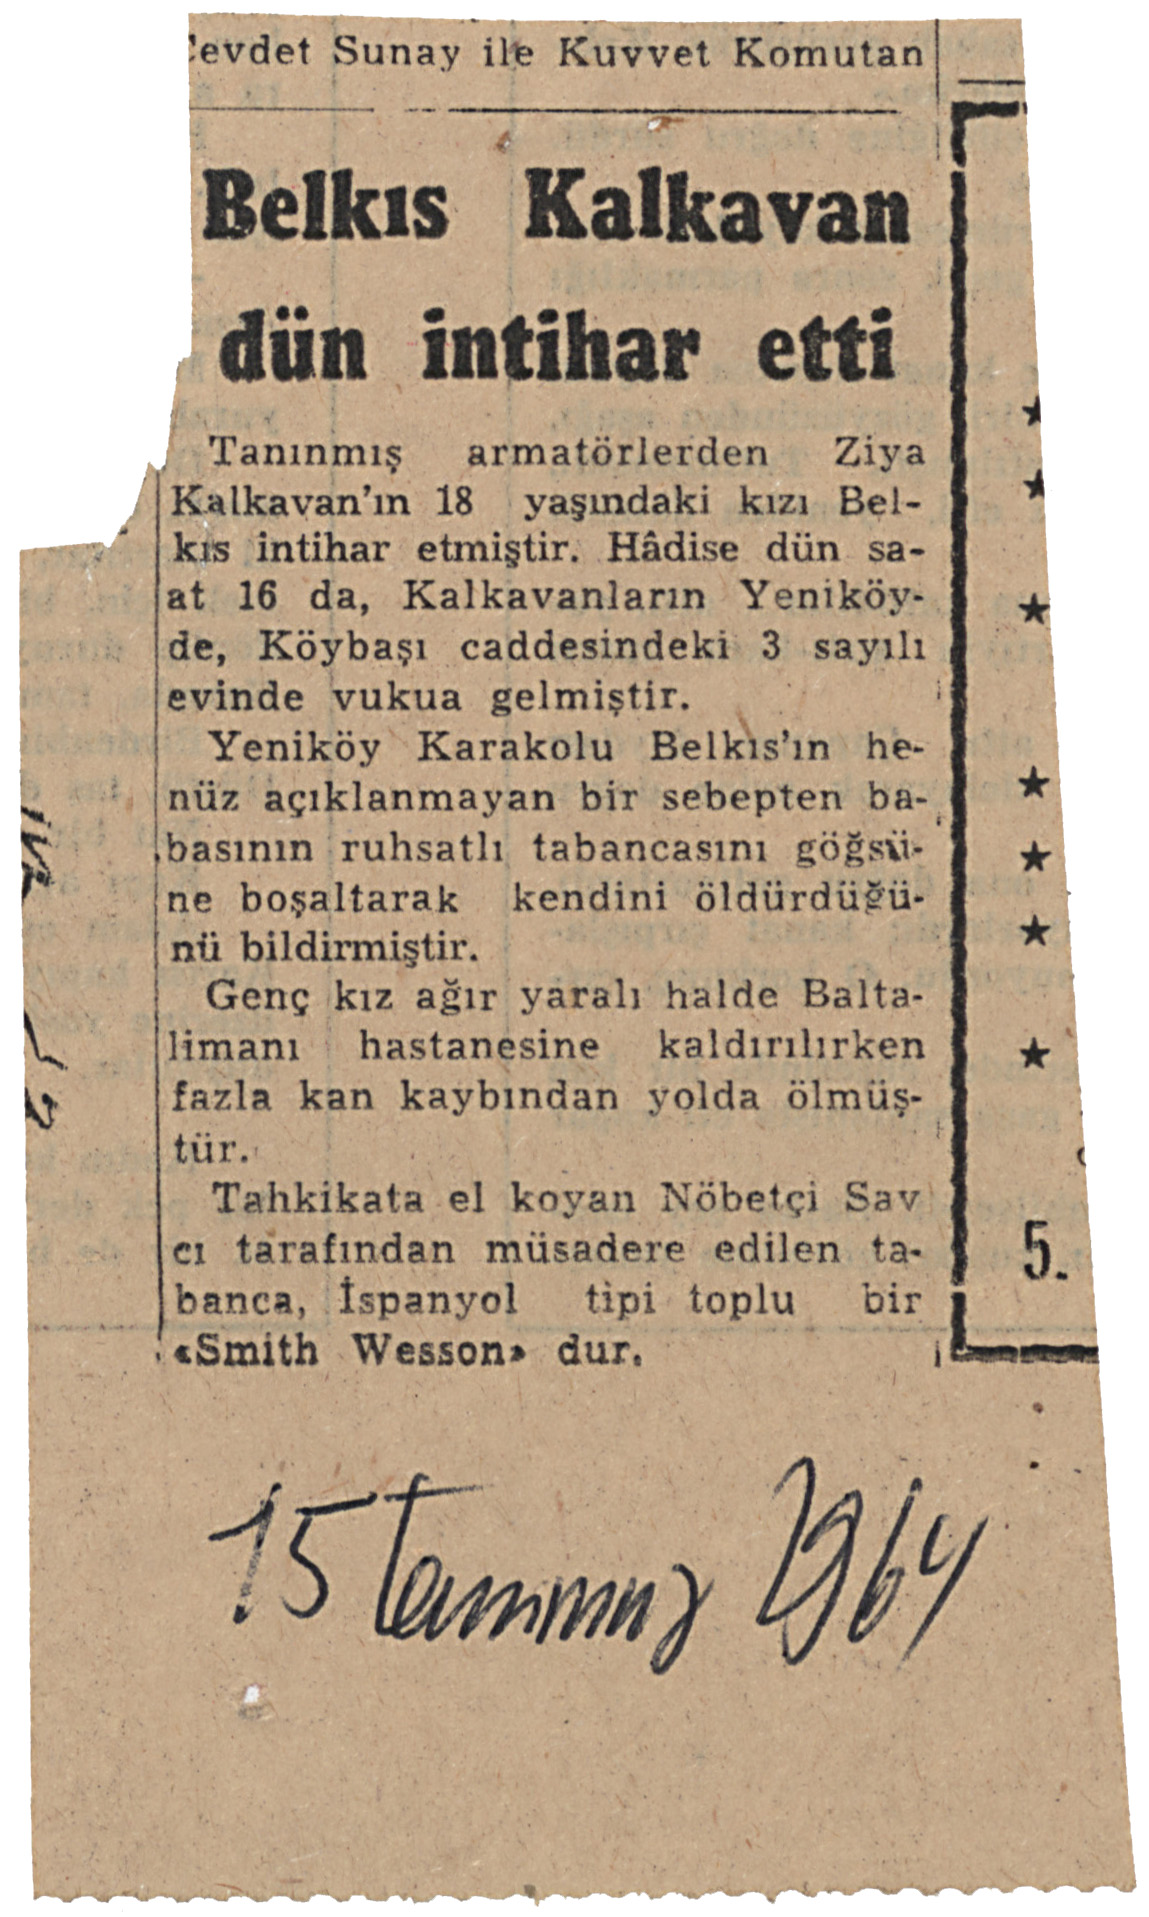 evdet Sunay ile Kuvvet Komutan
Belkıs Kalkavan
dün intihar etti
Tanınmış armatörlerden Ziya
Kalkavan'ın 18 yaşındaki kızı Bel-
kıs intihar etmiştir. Hâdise dün sa-
at 16 da, Kalkavanların Yeniköy-
de, Köybaşı caddesindeki 3 sayılı
evinde vukua gelmiştir.
Yeniköy Karakolu Belkıs'ın he-
nüz açıklanmayan bir sebepten ba-
basının ruhsatlı tabancasını göğsü-
ne boşaltarak kendini öldürdüğü-
nü bildirmiştir.
Genç kız ağır yaralı halde Balta-
limanı hastanesine kaldırılırken
fazla kan kaybından yolda ölmüş-
tür.
Tahkikata el koyan Nöbetçi Sav
cı tarafından müsadere edilen ta-
banca, İspanyol tipi toplu bir
«Smith Wesson» dur.
5.
15 Temmuz 1964